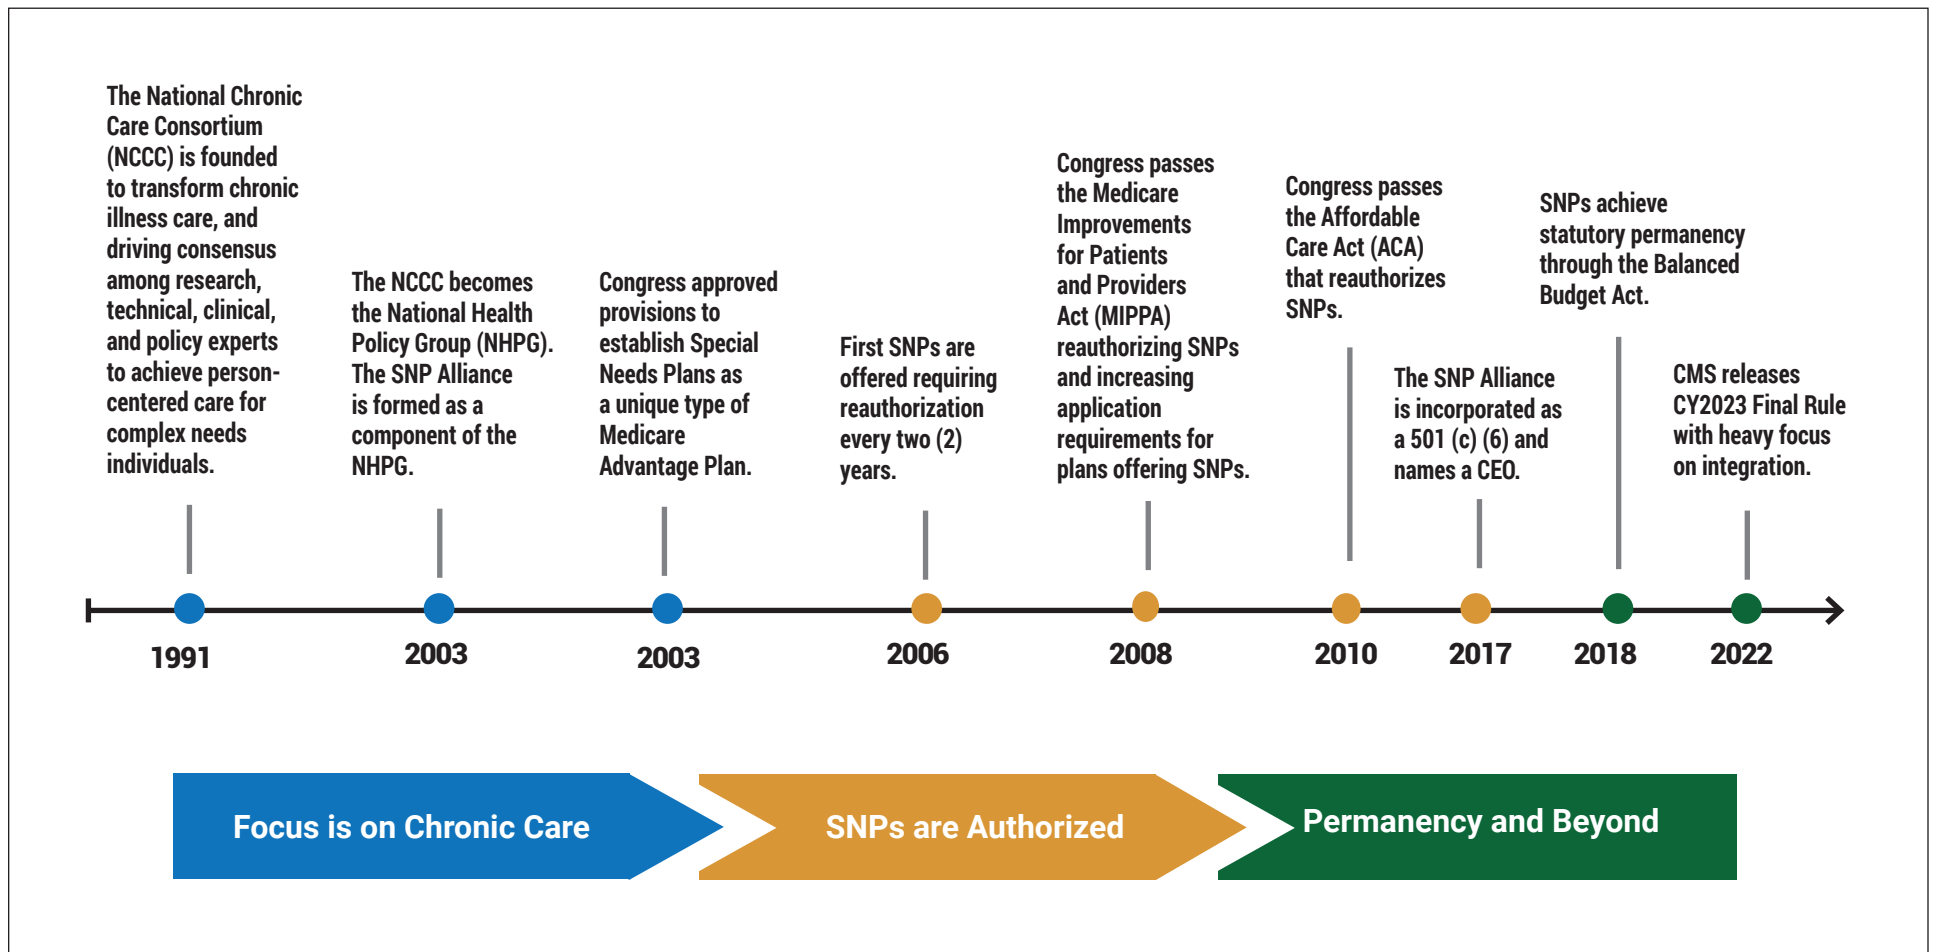 The National Chronic
Care Consortium
(NCCC) is founded
to transform chronic
illness care, and
driving consensus
among research,
technical, clinical,
and policy experts
to achieve person-
centered care for
complex needs
individuals.
The NCCC becomes
the National Health
Policy Group (NHPG).
The SNP Alliance
is formed as a
component of the
NHPG.
Congress approved
provisions to
establish Special
Needs Plans as
a unique type of
Medicare
Advantage Plan.
First SNPs are
offered requiring
reauthorization
every two (2)
years.
Congress passes
the Medicare
Improvements
for Patients
and Providers
Act (MIPPA)
reauthorizing SNPs
and increasing
application
requirements for
plans offering SNPs.
Congress passes
the Affordable
Care Act (ACA)
that reauthorizes
SNPs.
The SNP Alliance
is incorporated as
a 501 (c) (6) and
names a CEO.
SNPs achieve
statutory permanency
through the Balanced
Budget Act.
CMS releases
CY2023 Final Rule
with heavy focus
on integration.
1991
2003
2003
2006
2008
2010
2017
2018
2022
Focus is on Chronic Care
SNPs are Authorized
Permanency and Beyond